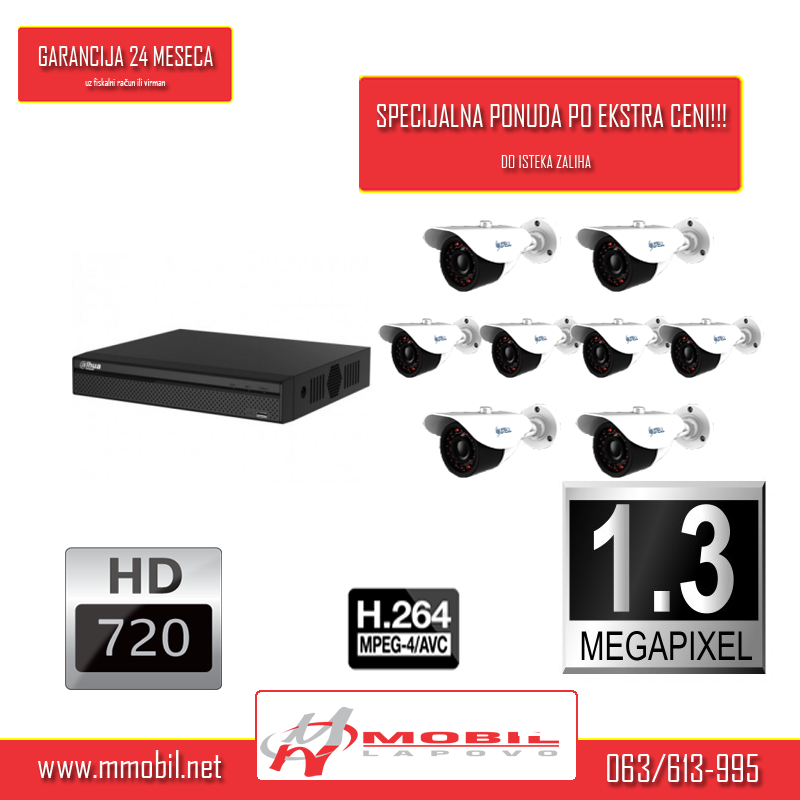 GARANCIJA 24 MESECA
uz fiskalni račun ili virman
SPECIJALNA PONUDA PO EKSTRA CENI!!!
DO ISTEKA ZALIHA
alhua
HD
720
H.264
MPEG-4/AVC
1.3
MEGAPIXEL
MOBIL
LAPOVO
www.mmobil.net
063/613-995